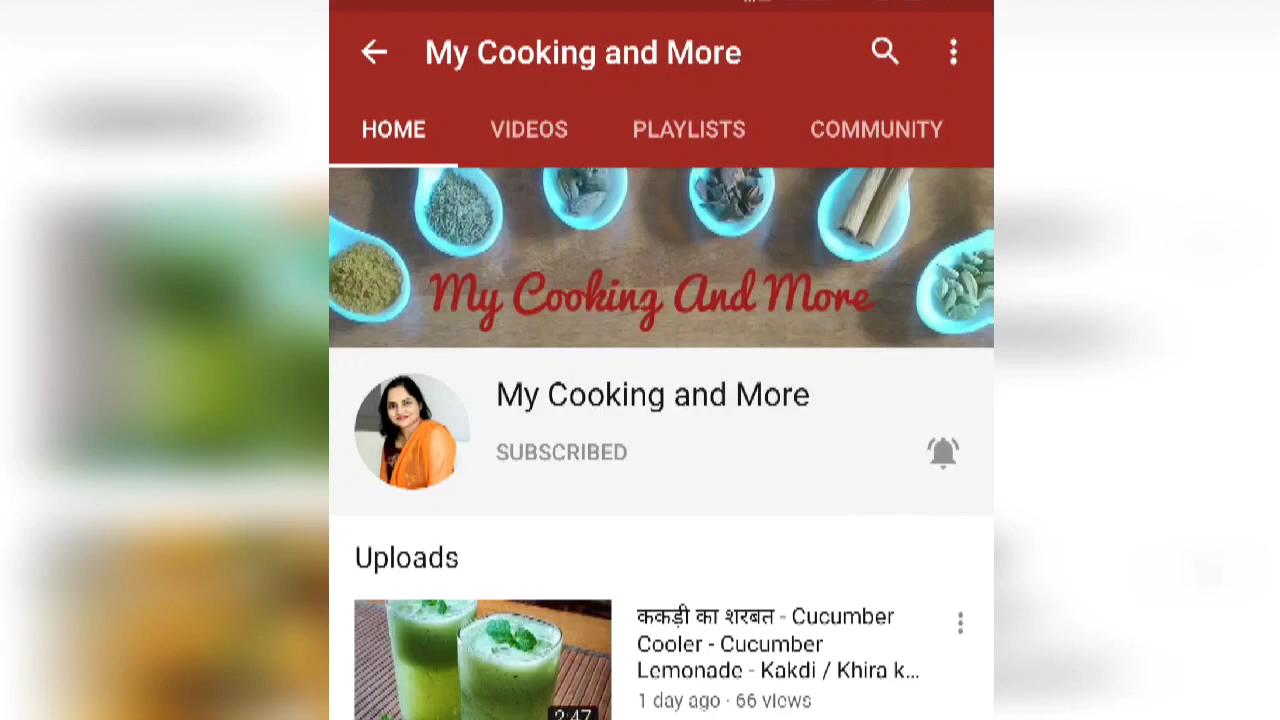 My Cooking and More
HOME VIDEOS PLAYLISTS COMMUNITY
My Cooking And More
My Cooking and More
SUBSCRIBED
Uploads
ककड़ी का शरबत - Cucumber
Cooler - Cucumber
Lemonade - Kakdi / Khira k...
1 day ago · 66 views
2:47